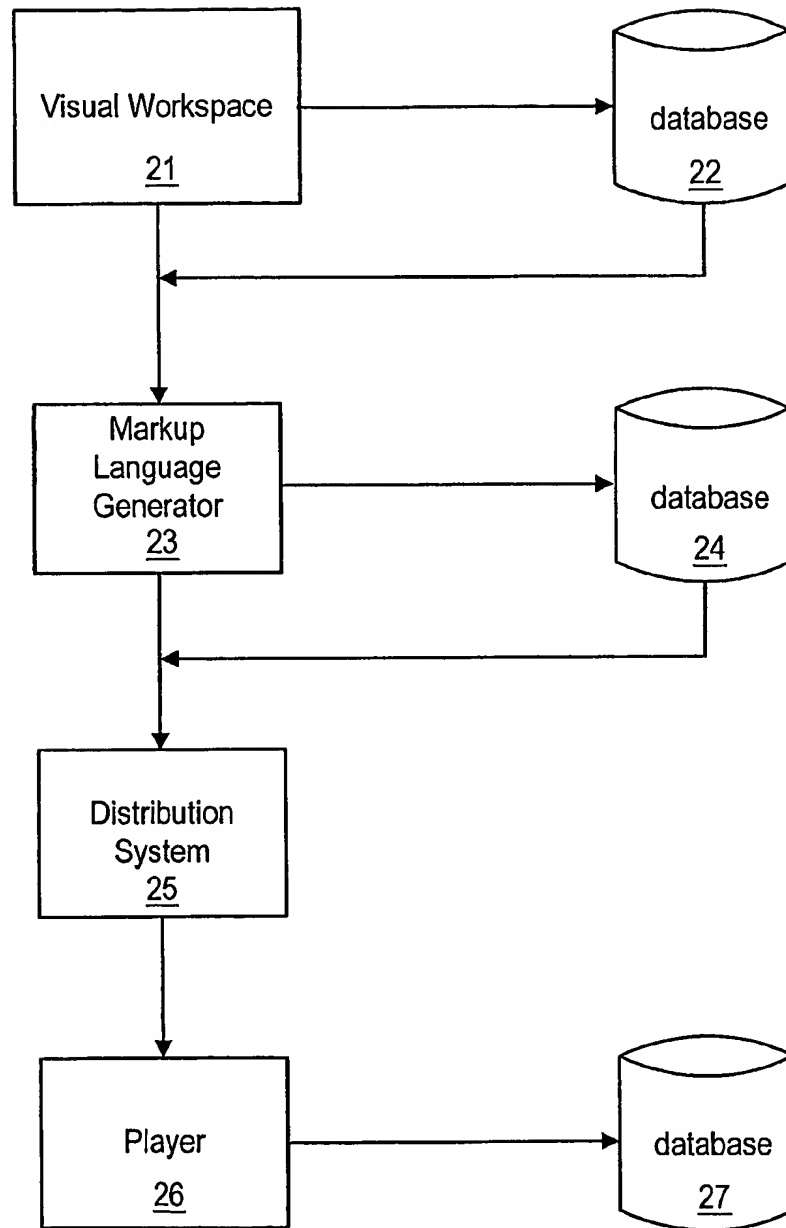 Visual Workspace
21
database
22
Markup
Language
Generator
23
database
24
Distribution
System
25
Player
26
database
27